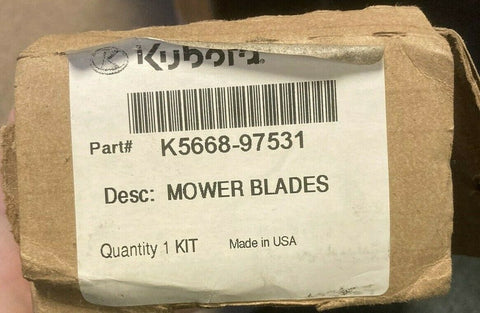 Kubota
Part# K5668-97531
Desc: MOWER BLADES
Quantity 1 KIT Made in USA